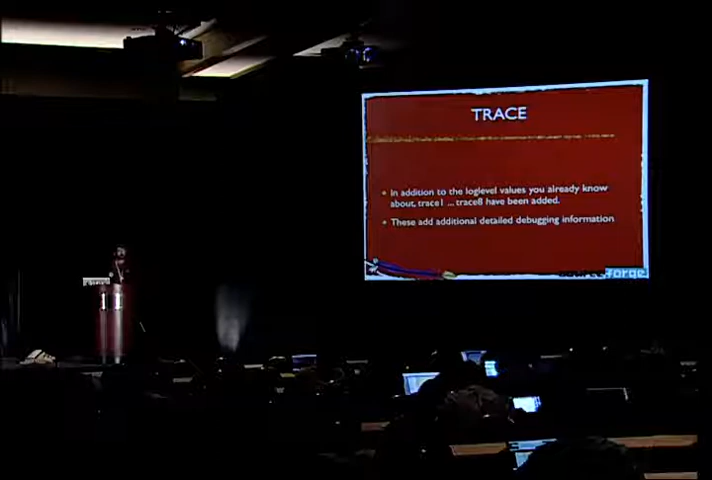 TRACE
In addition to the loglevel values you already know
about, trace1 ... trace8 have been added.
These add additional detailed debugging information
sourceforge